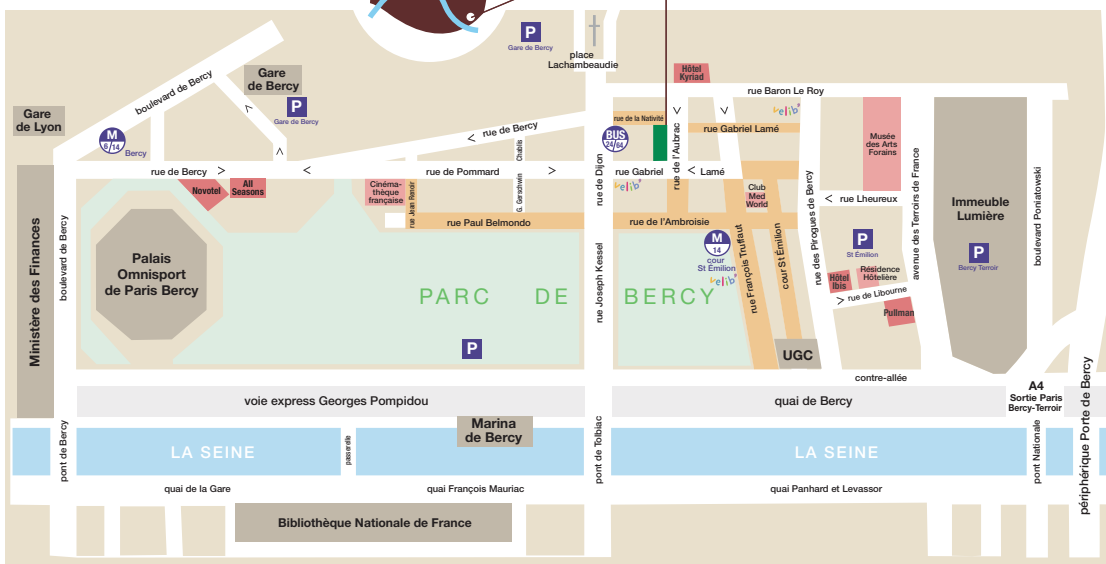 P
Gare de Bercy
place
Lachambeaudie
Hôtel
Kyriad
rue Baron Le Roy
boulevard de Bercy
Gare
de Bercy
P
Gare de Bercy
Gare
de Lyon
M
6/14
Bercy
rue de Bercy
BUS
24/64
rue de la Nativité
velib'
rue Gabriel Lamé
Musée
des Arts
Forains
rue de Bercy
Novotel
All
Seasons
Cinéma-
thèque
française
rue Jean Renoir
rue de Pommard
Chablis
G. Gerschwin
rue de Dijon
rue Gabriel
Lamé
rue de l'Aubrac
velib'
Club
Med
World
rue des Pirogues de Bercy
rue Lheureux
avenue des Terroirs de France
Immeuble
Lumière
P
Bercy Terroir
boulevard Poniatowski
Ministère des Finances
boulevard de Bercy
Palais
Omnisport
de Paris Bercy
rue Paul Belmondo
rue de l'Ambroisie
M
14
cour
St Émilion
velib'
rue François Truffaut
cour St Émilion
P
St Émilion
Hôtel
Ibis
Résidence
Hôtelière
rue de Libourne
Pullman
PARC DE BERCY
rue Joseph Kessel
P
UGC
contre-allée
A4
Sortie Paris
Bercy-Terroir
périphérique Porte de Bercy
voie express Georges Pompidou
quai de Bercy
Marina
de Bercy
pont de Bercy
LA SEINE
passerelle
pont de Tolbiac
LA SEINE
pont Nationale
quai de la Gare
quai François Mauriac
quai Panhard et Levassor
Bibliothèque Nationale de France